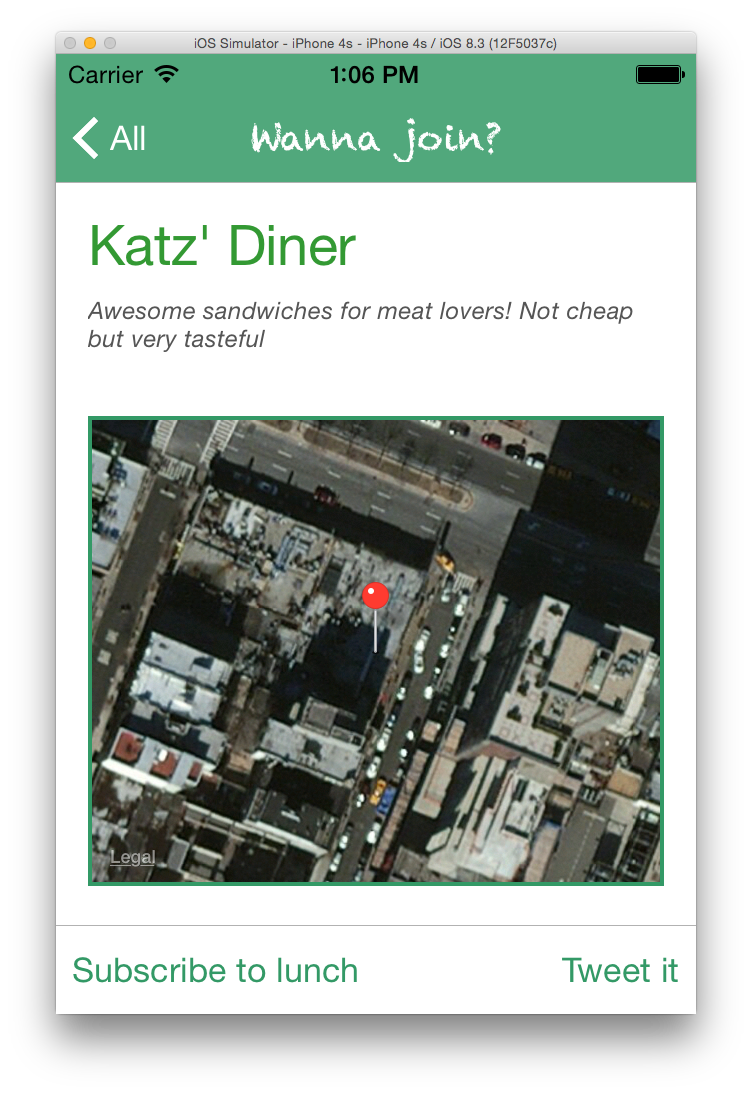 iOS Simulator - iPhone 4s - iPhone 4s / iOS 8.3 (12F5037c)
Carrier 1:06 PM
All Wanna join?
Katz' Diner
Awesome sandwiches for meat lovers! Not cheap
but very tasteful
Legal
Subscribe to lunch Tweet it